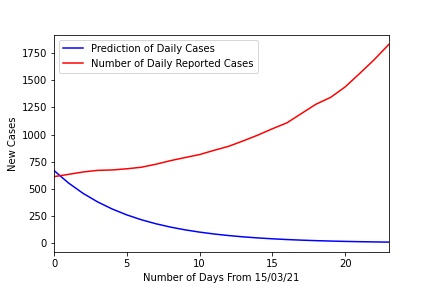 Prediction of Daily Cases
Number of Daily Reported Cases
New Cases
1750
1500
1250
1000
750
500
250
0
0 5 10 15 20
Number of Days From 15/03/21